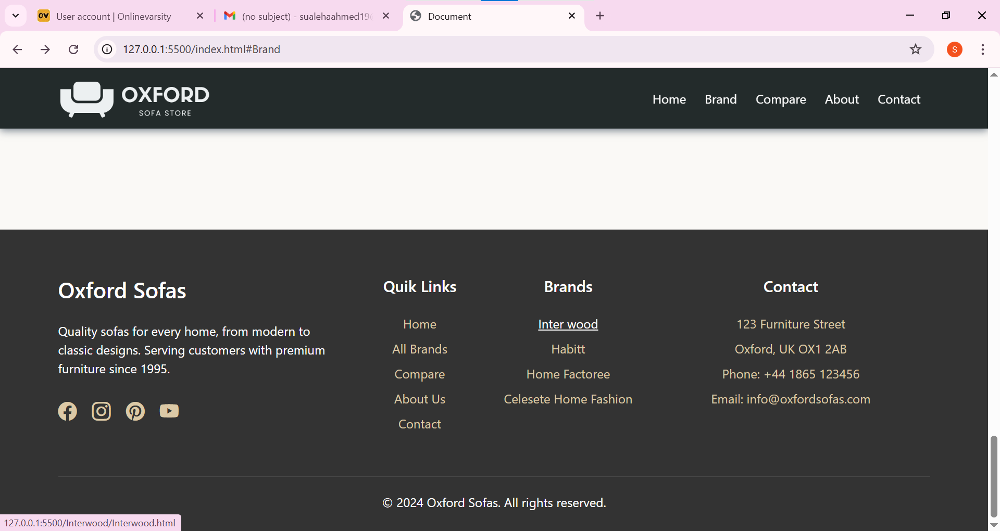 User account | Onlinevarsity
(no subject) - sualehaahmed19
Document
127.0.0.1:5500/index.html#Brand
S
OXFORD
SOFA STORE
Home
Brand
Compare
About
Contact
Oxford Sofas
Quality sofas for every home, from modern to
classic designs. Serving customers with premium
furniture since 1995.
Quik Links
Home
All Brands
Compare
About Us
Contact
Brands
Inter wood
Habitt
Home Factoree
Celesete Home Fashion
Contact
123 Furniture Street
Oxford, UK OX1 2AB
Phone: +44 1865 123456
Email: info@oxfordsofas.com
© 2024 Oxford Sofas. All rights reserved.
127.0.0.1:5500/Interwood/Interwood.html